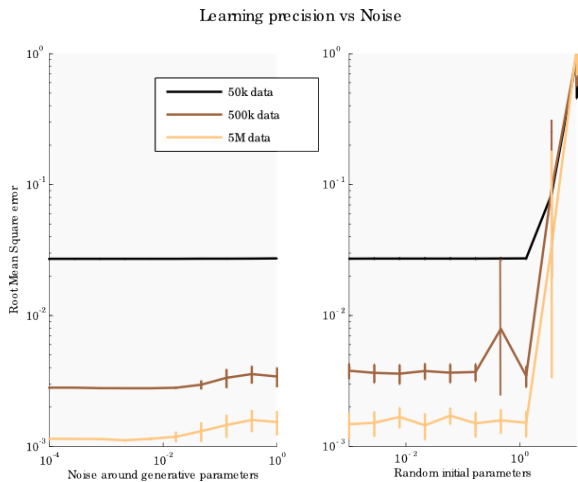 Learning precision vs Noise
Root Mean Square error
10^0
10^-1
10^-2
10^-3
10^-4
10^-2
10^0
Noise around generative parameters
50k data
500k data
5M data
10^0
10^-1
10^-2
10^-3
10^-2
10^0
Random initial parameters